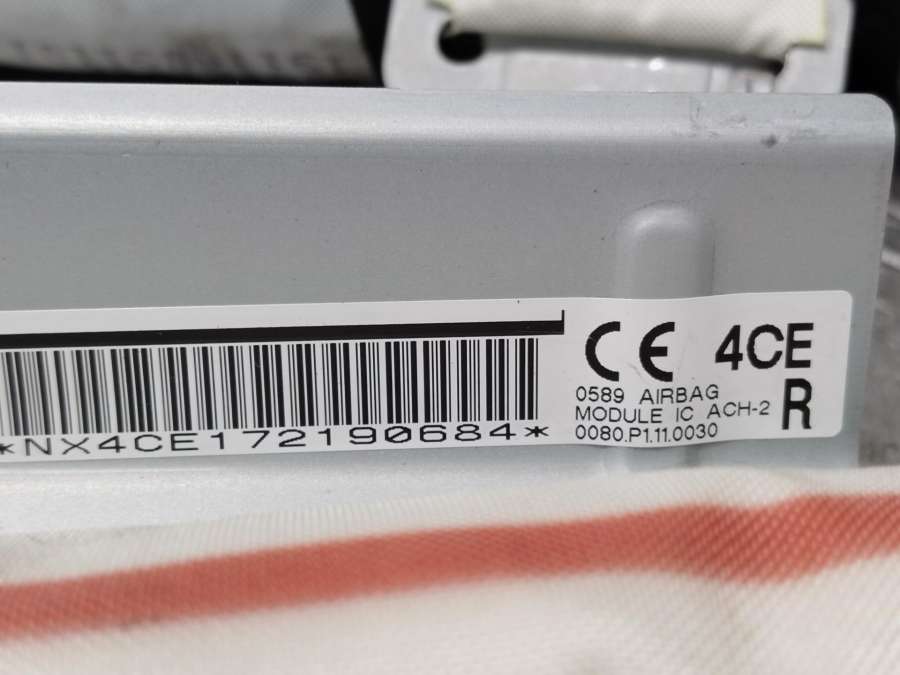 *NX4CE172190684*
CE 4CE
R
0589 AIRBAG
MODULE IC ACH-2
0080.P1.11.0030